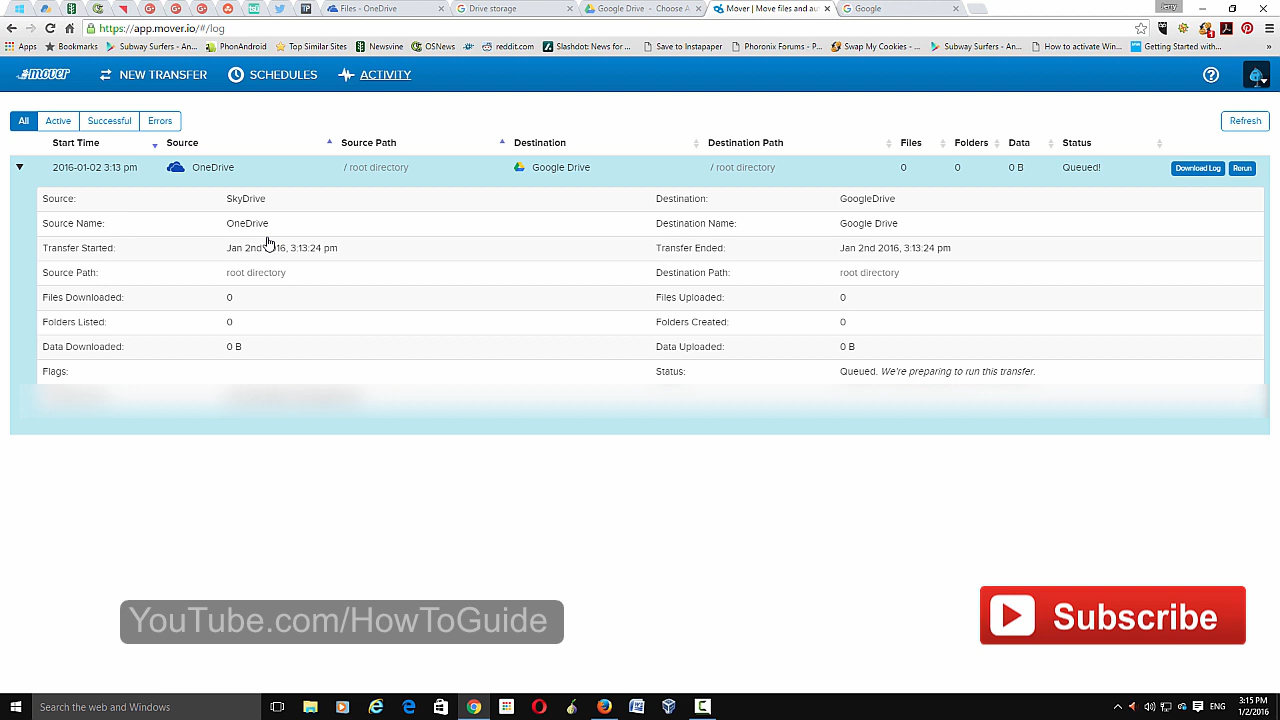 Files - OneDrive
Drive storage
Google Drive - Choose A
Mover | Move files and au
Google
Gerry
https://app.mover.io/#/log
Apps
Bookmarks
Subway Surfers - An...
PhonAndroid
Top Similar Sites
Newsvine
OSNews
reddit.com
Slashdot: News for ...
Save to Instapaper
Phoronix Forums - P...
Swap My Cookies - ...
Subway Surfers - An...
How to activate Win...
Getting Started with...
»
mover
NEW TRANSFER
SCHEDULES
ACTIVITY
All
Active
Successful
Errors
Refresh
Start Time
Source
Source Path
Destination
Destination Path
Files
Folders
Data
Status
2016-01-02 3:13 pm
OneDrive
/ root directory
Google Drive
/ root directory
0
0
0 B
Queued!
Download Log
Rerun
Source:
SkyDrive
Destination:
GoogleDrive
Source Name:
OneDrive
Destination Name:
Google Drive
Transfer Started:
Jan 2nd 2016, 3:13:24 pm
Transfer Ended:
Jan 2nd 2016, 3:13:24 pm
Source Path:
root directory
Destination Path:
root directory
Files Downloaded:
0
Files Uploaded:
0
Folders Listed:
0
Folders Created:
0
Data Downloaded:
0 B
Data Uploaded:
0 B
Flags:
Status:
Queued. We're preparing to run this transfer.
YouTube.com/HowToGuide
Subscribe
Search the web and Windows
ENG
3:15 PM
1/2/2016